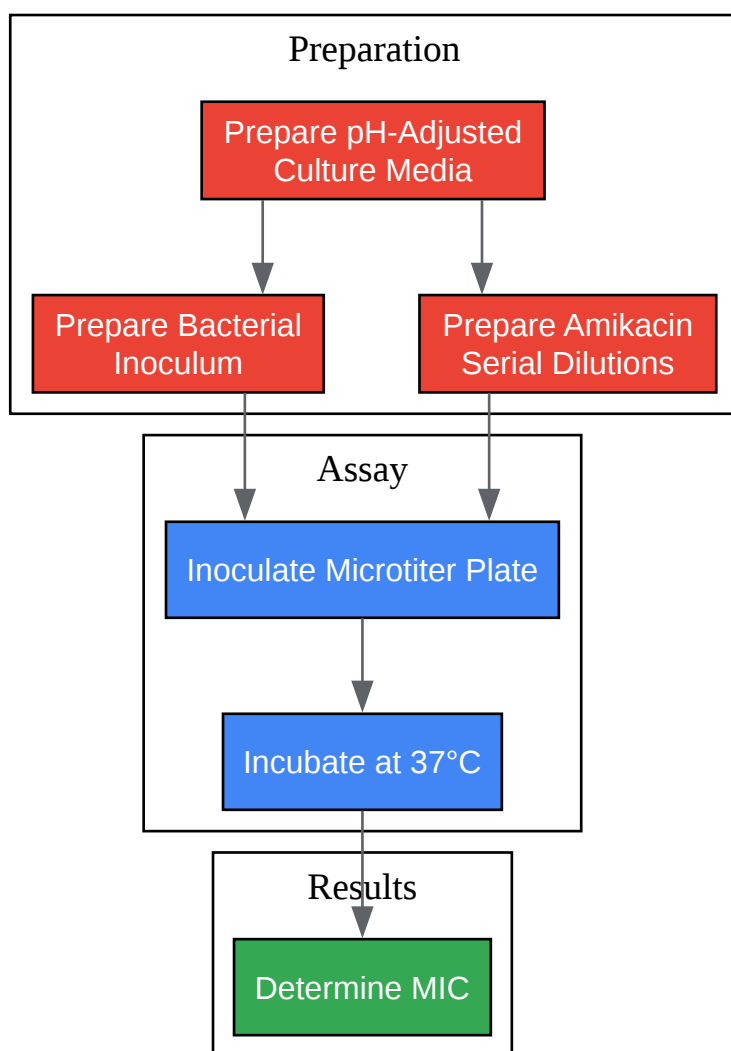 Preparation
Prepare pH-Adjusted
Culture Media
Prepare Bacterial
Inoculum
Prepare Amikacin
Serial Dilutions
Assay
Inoculate Microtiter Plate
Incubate at 37°C
Results
Determine MIC